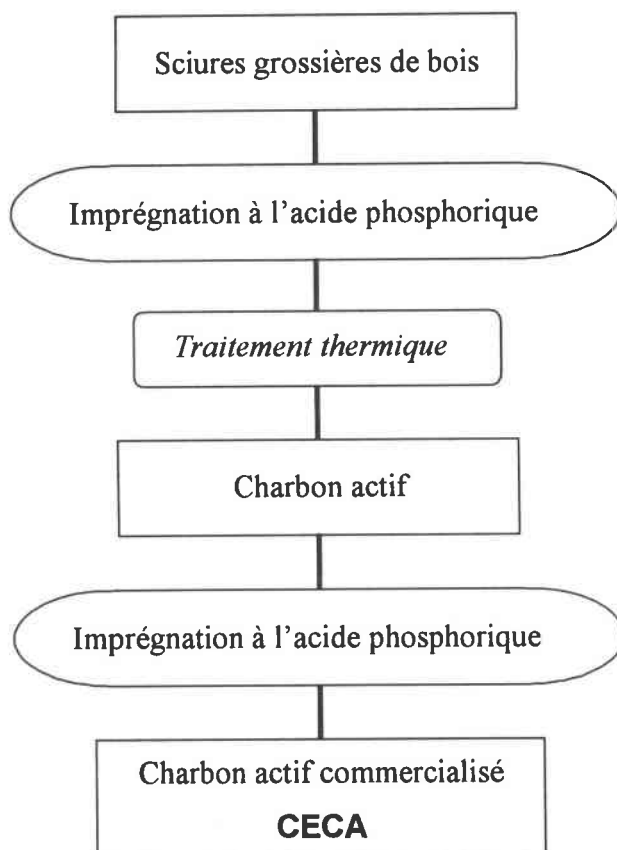 Sciures grossières de bois
Imprégnation à l'acide phosphorique
Traitement thermique
Charbon actif
Imprégnation à l'acide phosphorique
Charbon actif commercialisé
CECA